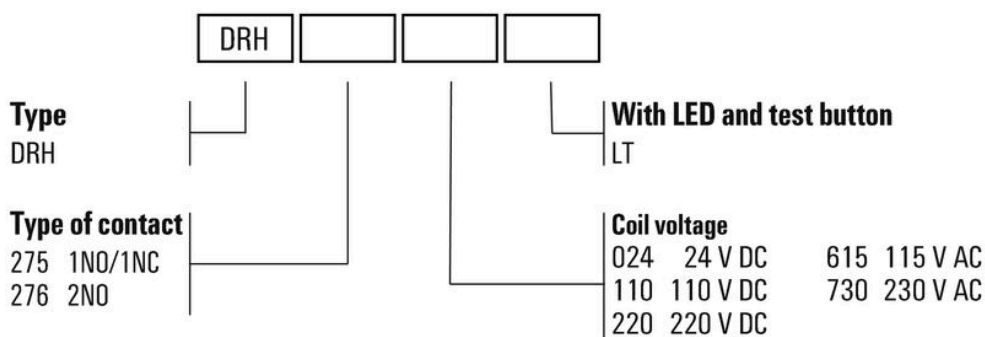 DRH
Type
DRH
With LED and test button
LT
Type of contact
275 1NO/1NC
276 2NO
Coil voltage
024 24 V DC 615 115 V AC
110 110 V DC 730 230 V AC
220 220 V DC